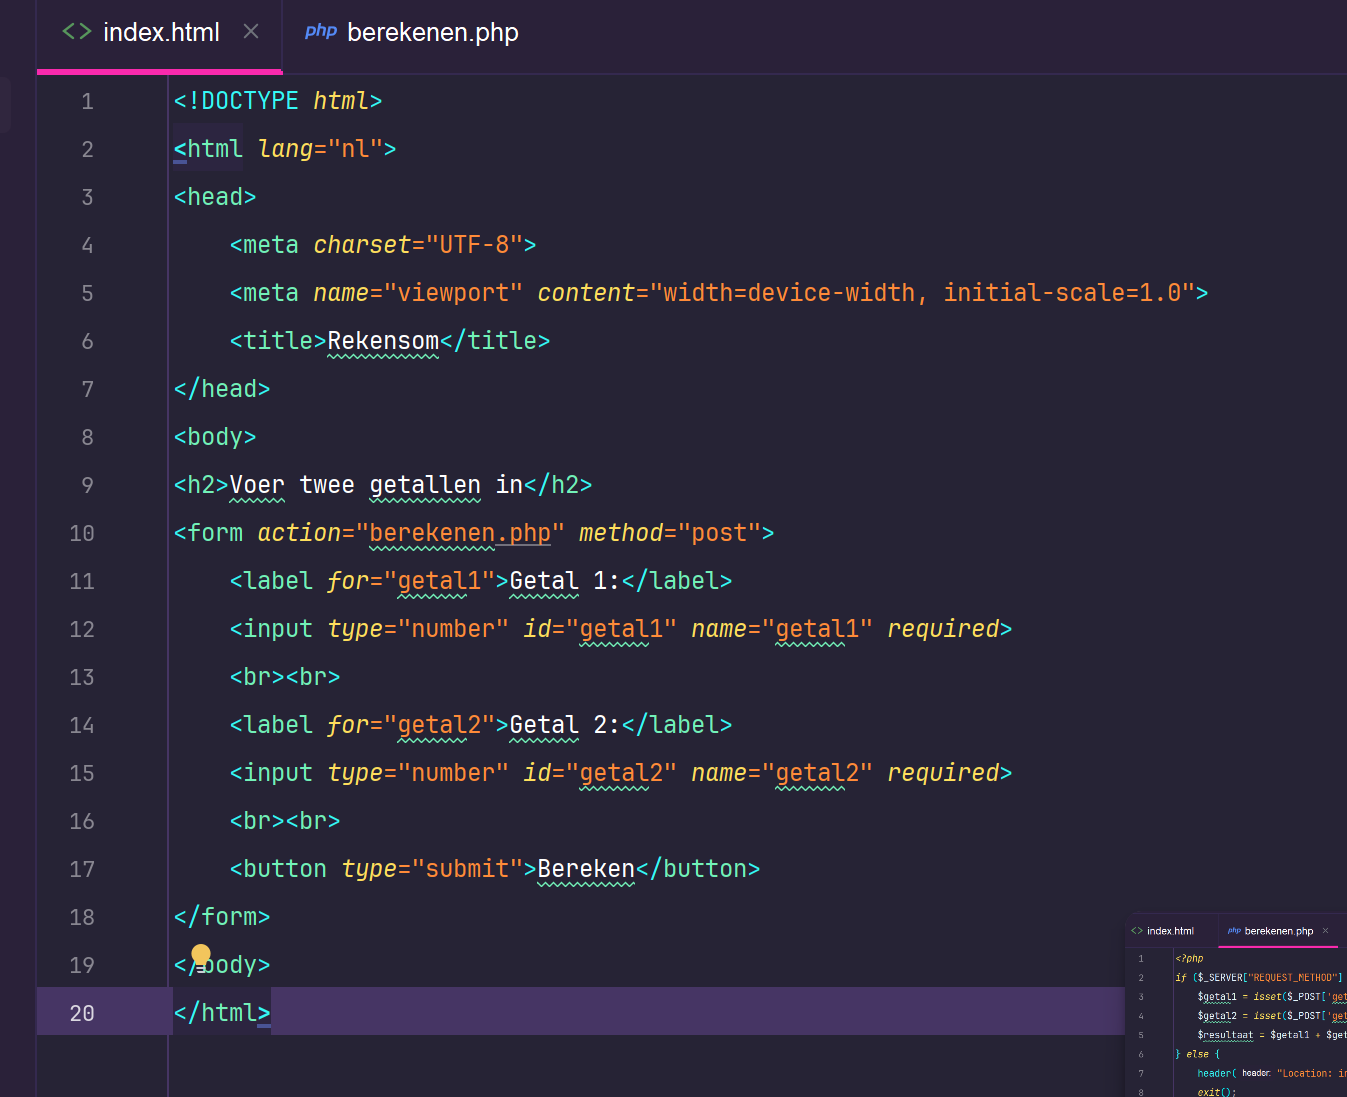 index.html
php berekenen.php
1 <!DOCTYPE html>
2 <html lang="nl">
3 <head>
4 <meta charset="UTF-8">
5 <meta name="viewport" content="width=device-width, initial-scale=1.0">
6 <title>Rekensom</title>
7 </head>
8 <body>
9 <h2>Voer twee getallen in</h2>
10 <form action="berekenen.php" method="post">
11 <label for="getal1">Getal 1:</label>
12 <input type="number" id="getal1" name="getal1" required>
13 <br><br>
14 <label for="getal2">Getal 2:</label>
15 <input type="number" id="getal2" name="getal2" required>
16 <br><br>
17 <button type="submit">Bereken</button>
18 </form>
19 </body>
20 </html>
index.html
php berekenen.php
1 <?php
2 if ($_SERVER["REQUEST_METHOD"]
3 $getal1 = isset($_POST['get
4 $getal2 = isset($_POST['get
5 $resultaat = $getal1 + $get
6 } else {
7 header( header: "Location: in
8 exit();